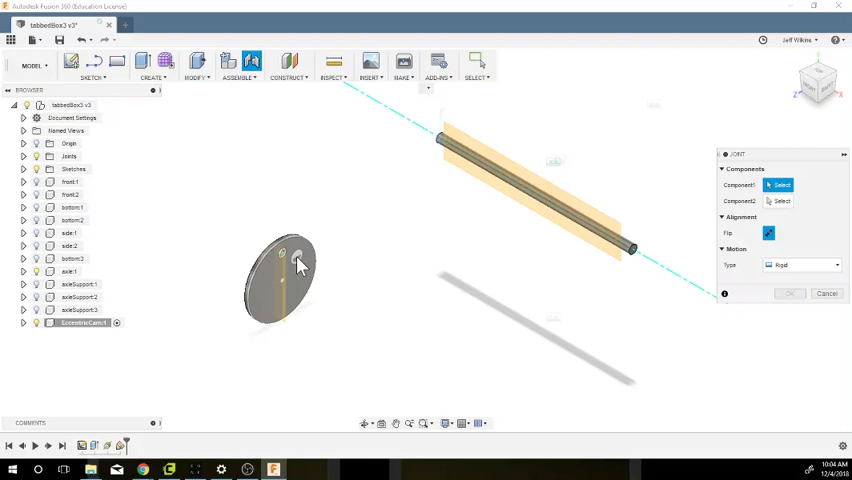 Autodesk Fusion 360 (Education License)
tabbedBox3 v3*
Jeff Wilkins
MODEL
SKETCH
CREATE
MODIFY
ASSEMBLE
CONSTRUCT
INSPECT
INSERT
MAKE
ADD-INS
SELECT
BROWSER
tabbedBox3 v3
Document Settings
Named Views
Origin
Joints
Sketches
front:1
front:2
bottom:1
bottom:2
side:1
side:2
bottom:3
axle:1
axleSupport:1
axleSupport:2
axleSupport:3
EccentricCam:1
TOP
FRONT
RIGHT
Z
X
JOINT
Components
Component1 Select
Component2 Select
Alignment
Flip
Motion
Type Rigid
OK Cancel
COMMENTS
10:04 AM
12/4/2018